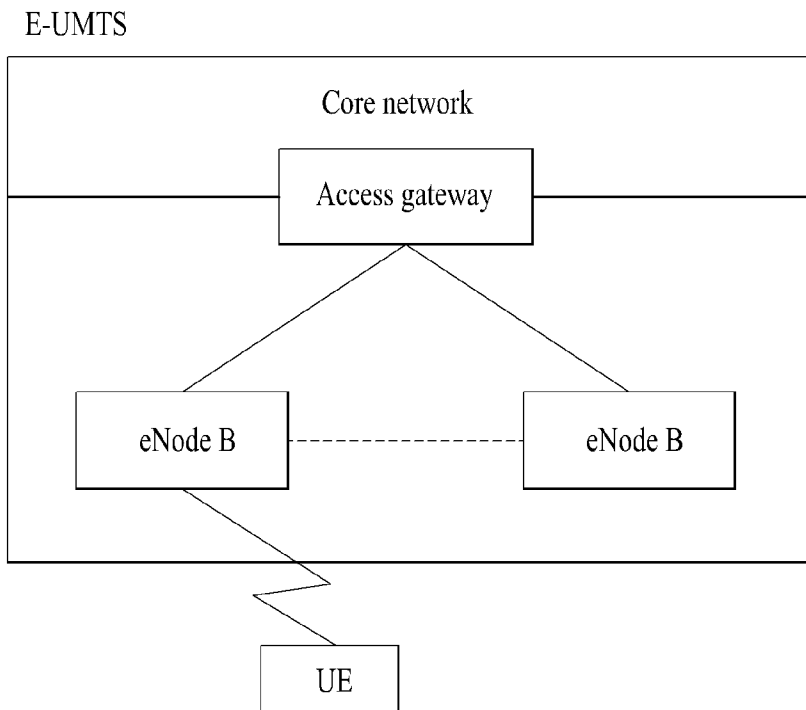 E-UMTS
Core network
Access gateway
eNode B
eNode B
UE